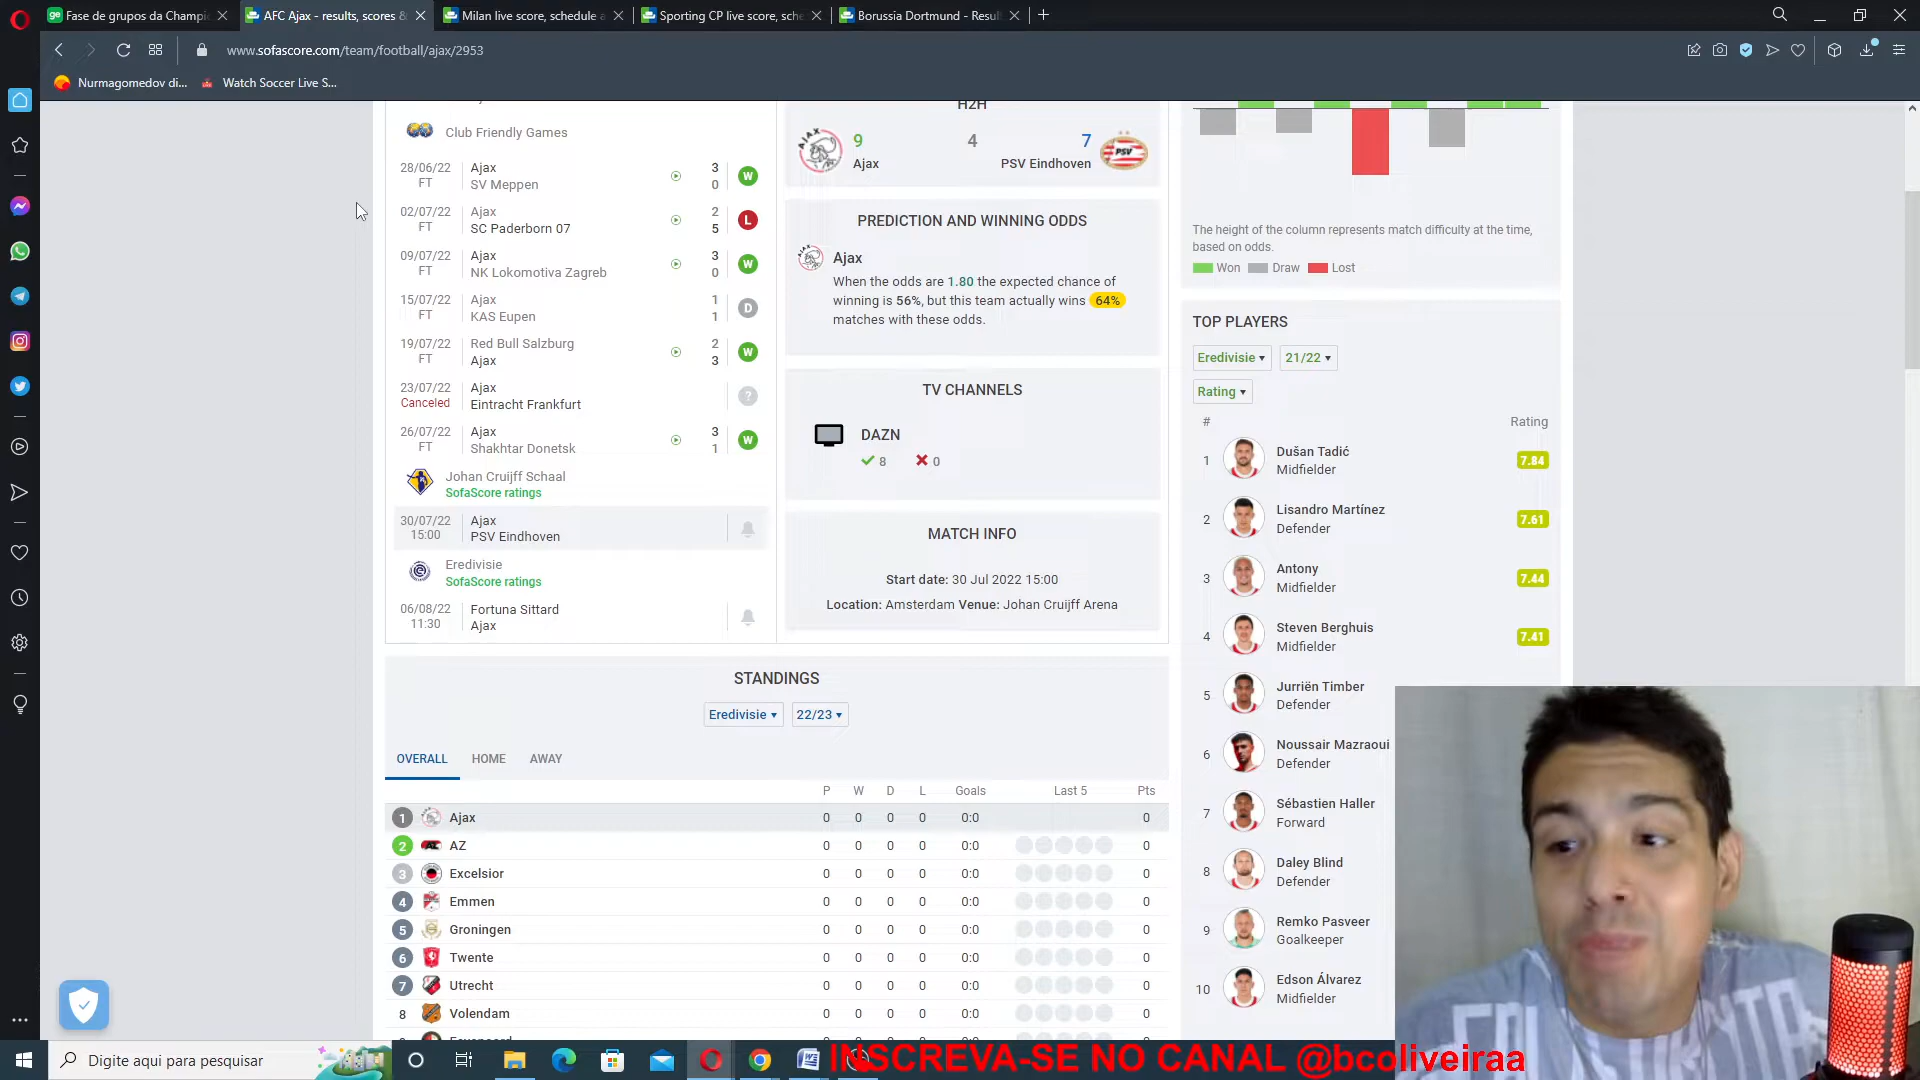 Fase de grupos da Champi
AFC Ajax - results, scores &
Milan live score, schedule a
Sporting CP live score, sche
Borussia Dortmund - Resul
www.sofascore.com/team/football/ajax/2953
Nurmagomedov di...
Watch Soccer Live S...
Club Friendly Games
28/06/22 Ajax 3
FT SV Meppen 0 W
02/07/22 Ajax 2
FT SC Paderborn 07 5 L
09/07/22 Ajax 3
FT NK Lokomotiva Zagreb 0 W
15/07/22 Ajax 1
FT KAS Eupen 1 D
19/07/22 Red Bull Salzburg 2
FT Ajax 3 W
23/07/22 Ajax
Canceled Eintracht Frankfurt ?
26/07/22 Ajax 3
FT Shakhtar Donetsk 1 W
Johan Cruijff Schaal
SofaScore ratings
30/07/22 Ajax
15:00 PSV Eindhoven
Eredivisie
SofaScore ratings
06/08/22 Fortuna Sittard
11:30 Ajax
H2H
9 4 7
Ajax PSV Eindhoven
PREDICTION AND WINNING ODDS
Ajax
When the odds are 1.80 the expected chance of
winning is 56%, but this team actually wins 64%
matches with these odds.
TV CHANNELS
DAZN
8 0
MATCH INFO
Start date: 30 Jul 2022 15:00
Location: Amsterdam Venue: Johan Cruijff Arena
STANDINGS
Eredivisie 22/23
OVERALL HOME AWAY
P W D L Goals Last 5 Pts
1 Ajax 0 0 0 0 0:0 0
2 AZ 0 0 0 0 0:0 0
3 Excelsior 0 0 0 0 0:0 0
4 Emmen 0 0 0 0 0:0 0
5 Groningen 0 0 0 0 0:0 0
6 Twente 0 0 0 0 0:0 0
7 Utrecht 0 0 0 0 0:0 0
8 Volendam 0 0 0 0 0:0 0
The height of the column represents match difficulty at the time,
based on odds.
Won Draw Lost
TOP PLAYERS
Eredivisie 21/22
Rating
# Rating
1 Dušan Tadić 7.84
Midfielder
2 Lisandro Martínez 7.61
Defender
3 Antony 7.44
Midfielder
4 Steven Berghuis 7.41
Midfielder
5 Jurriën Timber
Defender
6 Noussair Mazraoui
Defender
7 Sébastien Haller
Forward
8 Daley Blind
Defender
9 Remko Pasveer
Goalkeeper
10 Edson Álvarez
Midfielder
Digite aqui para pesquisar
INSCREVA-SE NO CANAL @bcoliveiraa